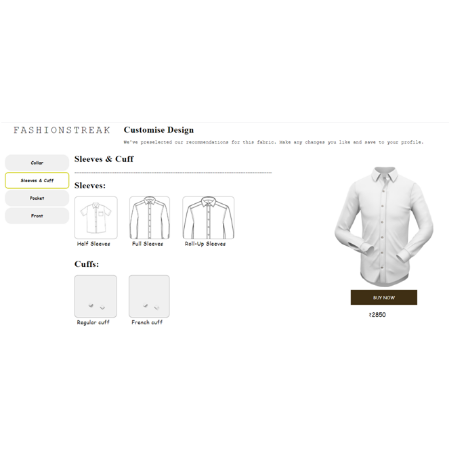 FASHIONSTREAK
Customise Design
We've preselected our recommendations for this fabric. Make any changes you like and save to your profile.
Collar
Sleeves & Cuff
Pocket
Front
Sleeves & Cuff
Sleeves:
Half Sleeves
Full Sleeves
Roll-Up Sleeves
Cuffs:
Regular cuff
French cuff
BUY NOW
₹2850